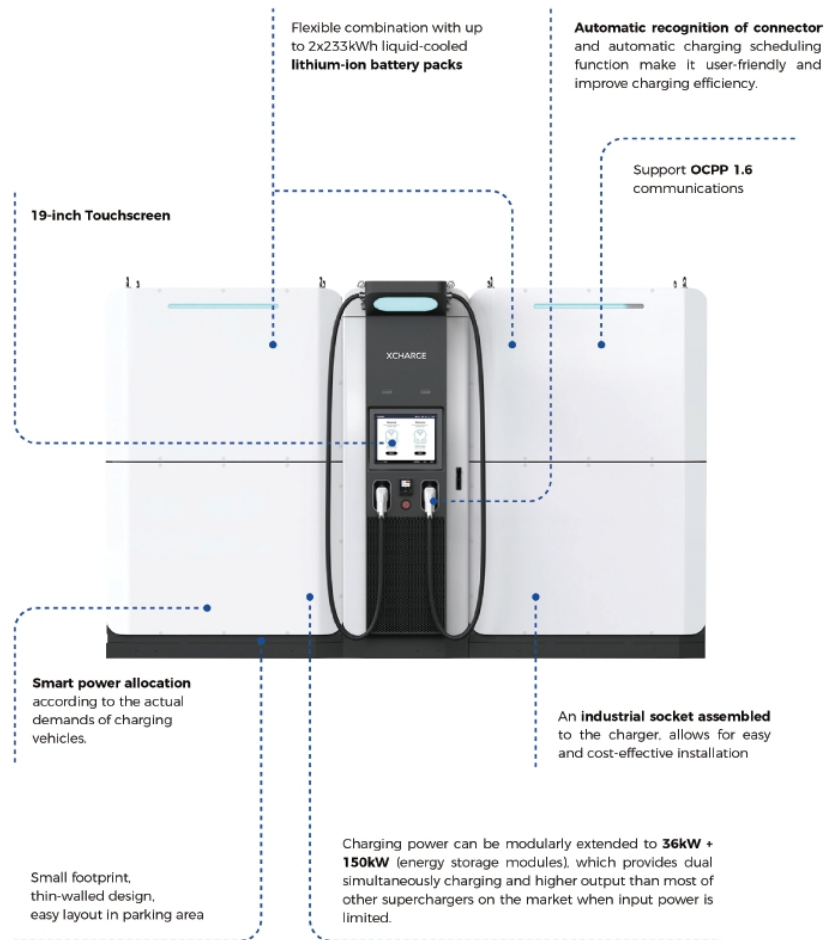 Flexible combination with up
to 2x233kWh liquid-cooled
lithium-ion battery packs
Automatic recognition of connector
and automatic charging scheduling
function make it user-friendly and
improve charging efficiency.
Support OCPP 1.6
communications
19-inch Touchscreen
XCHARGE
Smart power allocation
according to the actual
demands of charging
vehicles.
An industrial socket assembled
to the charger, allows for easy
and cost-effective installation
Charging power can be modularly extended to 36kW +
150kW (energy storage modules), which provides dual
simultaneously charging and higher output than most of
other superchargers on the market when input power is
limited.
Small footprint,
thin-walled design,
easy layout in parking area